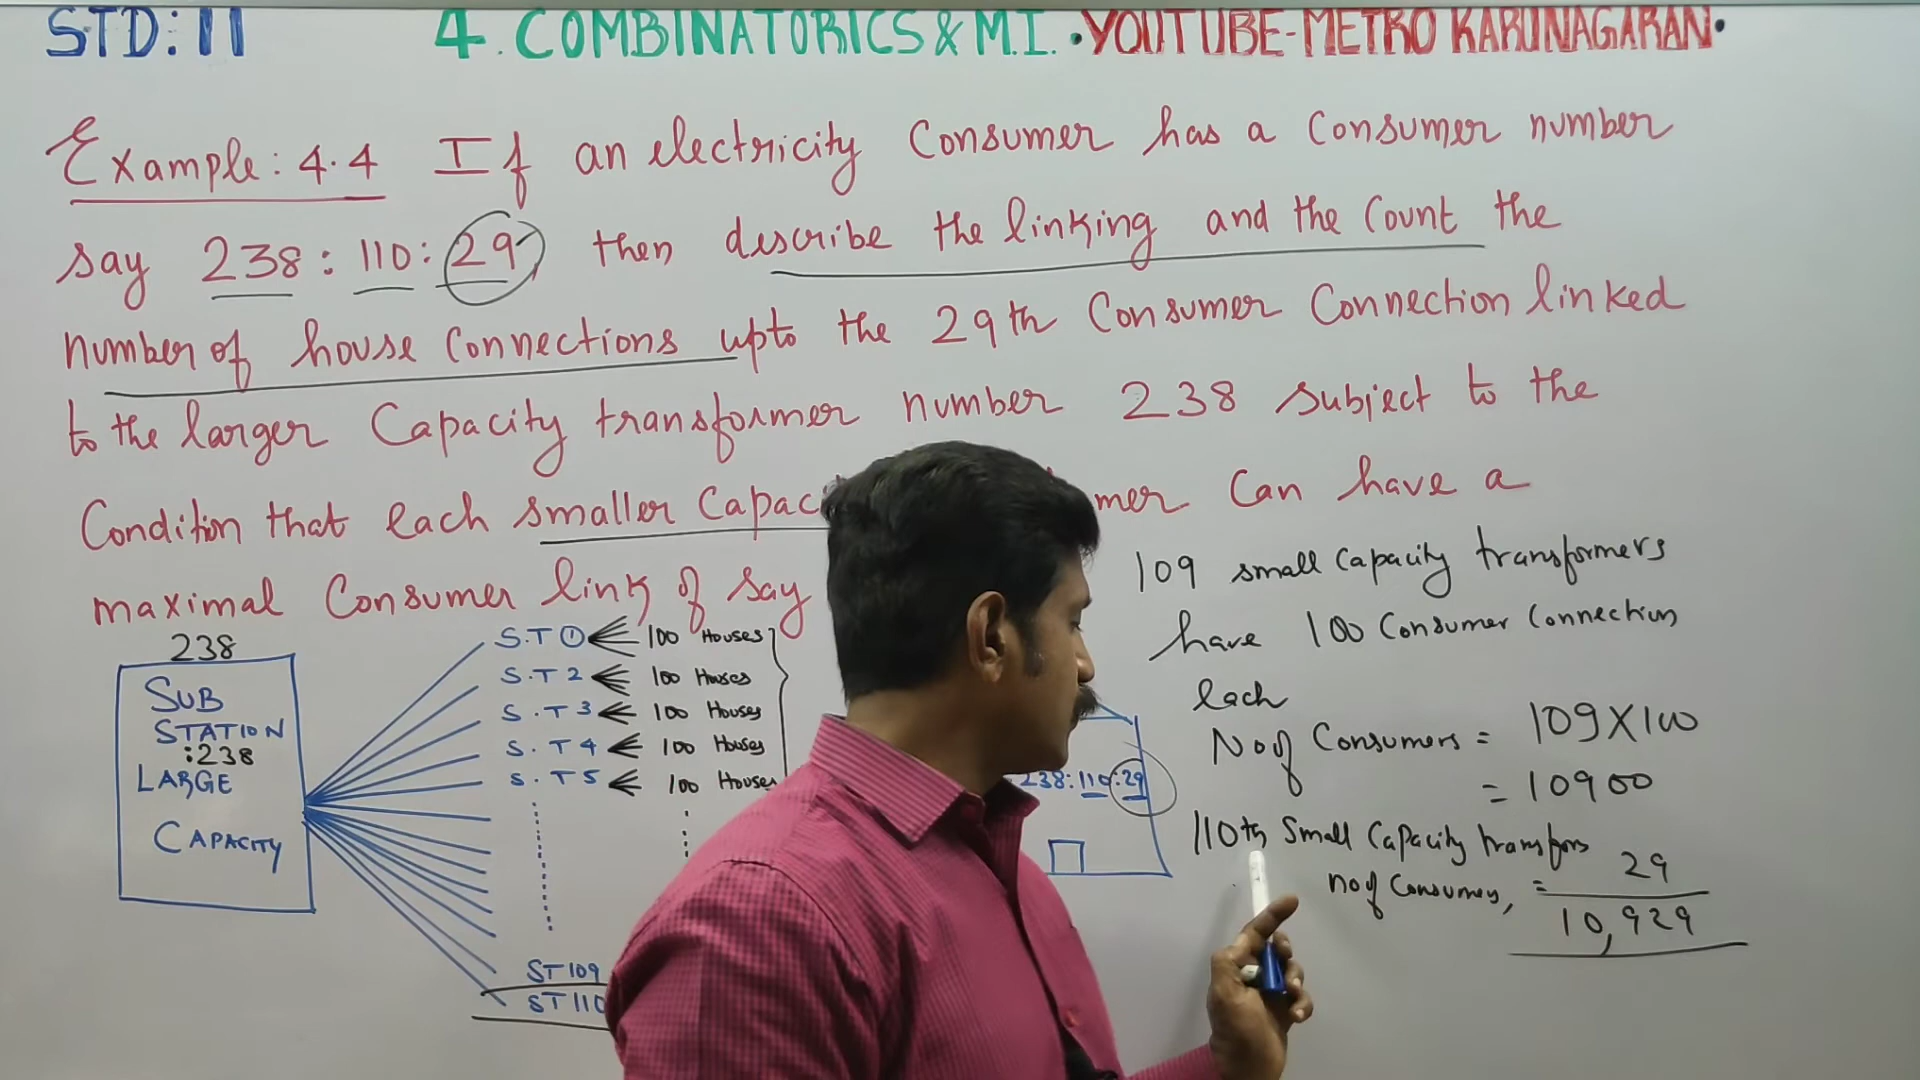 STD: 11 4. COMBINATORICS & M.I. • YOUTUBE-METRO KARUNAGARAN •
Example: 4.4 If an electricity Consumer has a Consumer number
say 238 : 110 : 29 then describe the linking and the Count the
number of house Connections upto the 29th Consumer Connection linked
to the larger Capacity transformer number 238 subject to the
Condition that each smaller Capac mer Can have a
maximal Consumer link of say
238
SUB
STATION
:238
LARGE
CAPACITY
S.T 1 100 Houses
S.T 2 100 Houses
S.T 3 100 Houses
S.T 4 100 Houses
S.T 5 100 Houses
ST 109
ST 110
238:110:29
109 small Capacity transformers
have 100 Consumer Connection
each
No of Consumers = 109X100
= 10900
110th Small Capacity
no of = 29
10,929